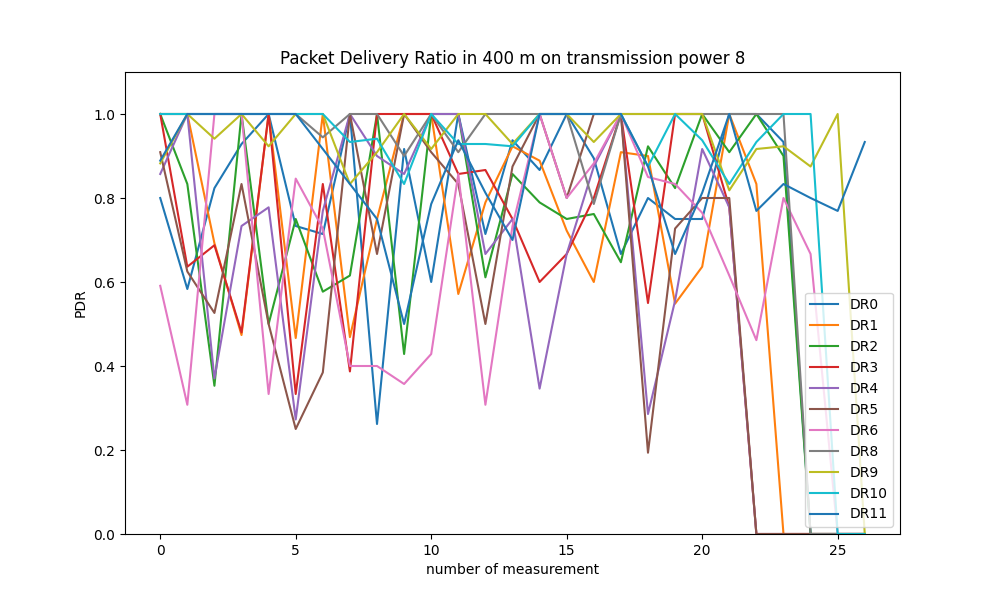 Packet Delivery Ratio in 400 m on transmission power 8
PDR
1.0
0.8
0.6
0.4
0.2
0.0
0 5 10 15 20 25
number of measurement
DR0
DR1
DR2
DR3
DR4
DR5
DR6
DR8
DR9
DR10
DR11